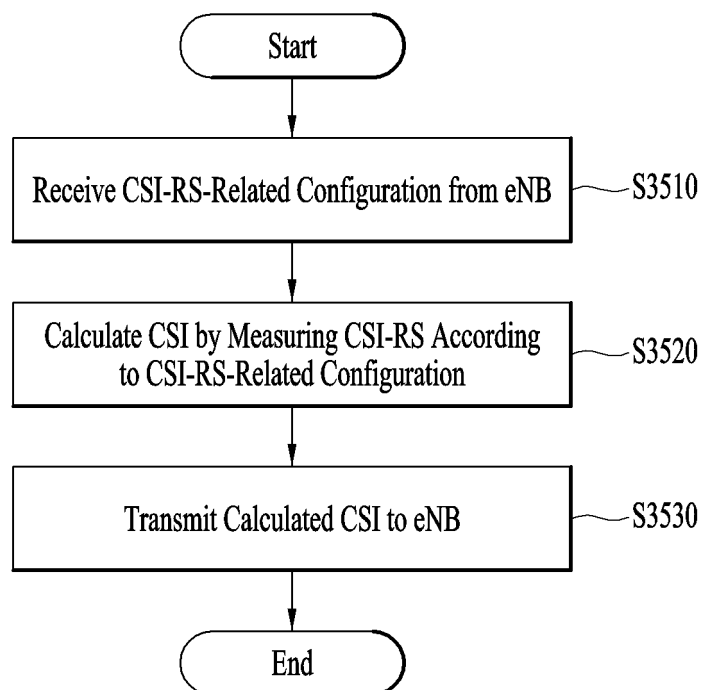 Start
Receive CSI-RS-Related Configuration from eNB
S3510
Calculate CSI by Measuring CSI-RS According
to CSI-RS-Related Configuration
S3520
Transmit Calculated CSI to eNB
S3530
End